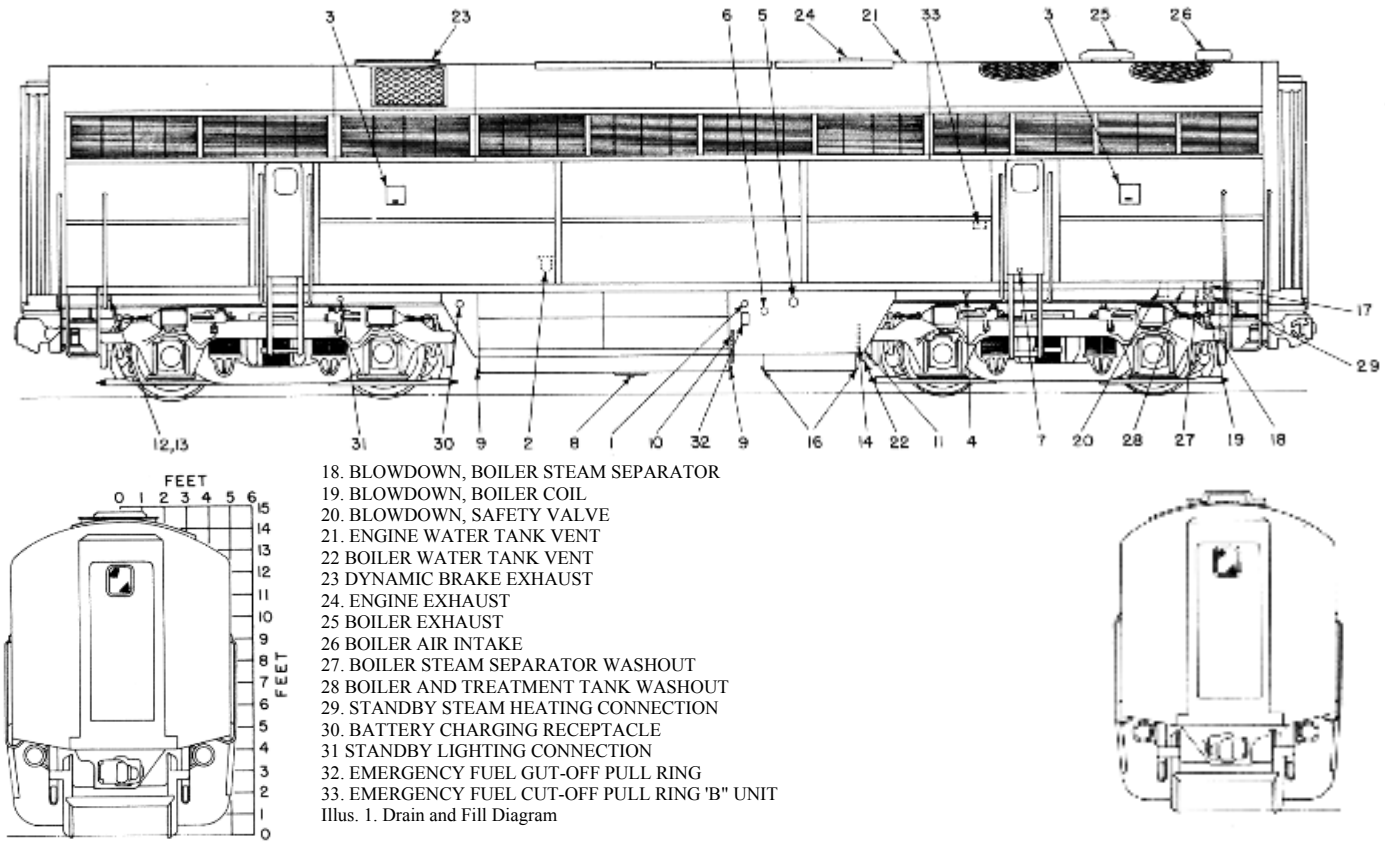 3 23 6 5 24 21 33 3 25 26
17
29
12,13 31 30 9 2 8 1 10 32 9 16 14 22 11 4 7 20 28 27 19 18
FEET
0 1 2 3 4 5 6
15
14
13
12
11
10
9
8
7
6
5
4
3
2
1
0
FEET
18. BLOWDOWN, BOILER STEAM SEPARATOR
19. BLOWDOWN, BOILER COIL
20. BLOWDOWN, SAFETY VALVE
21. ENGINE WATER TANK VENT
22 BOILER WATER TANK VENT
23 DYNAMIC BRAKE EXHAUST
24. ENGINE EXHAUST
25 BOILER EXHAUST
26 BOILER AIR INTAKE
27. BOILER STEAM SEPARATOR WASHOUT
28 BOILER AND TREATMENT TANK WASHOUT
29. STANDBY STEAM HEATING CONNECTION
30. BATTERY CHARGING RECEPTACLE
31 STANDBY LIGHTING CONNECTION
32. EMERGENCY FUEL GUT-OFF PULL RING
33. EMERGENCY FUEL CUT-OFF PULL RING 'B" UNIT
Illus. 1. Drain and Fill Diagram